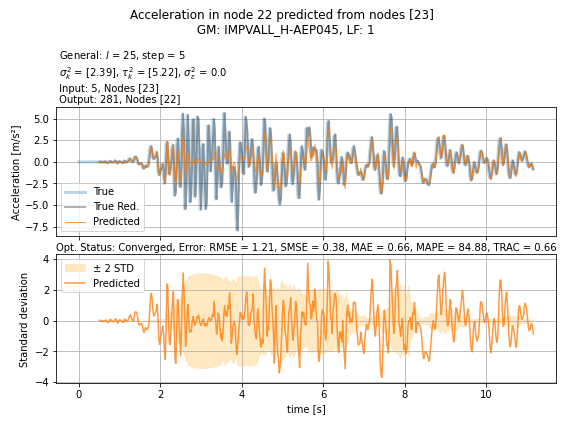 Acceleration in node 22 predicted from nodes [23]
GM: IMPVALL_H-AEP045, LF: 1
General: l = 25, step = 5
σ_k^2 = [2.39], τ_k^2 = [5.22], σ_ε^2 = 0.0
Input: 5, Nodes [23]
Output: 281, Nodes [22]
Acceleration [m/s²]
5.0
2.5
0.0
−2.5
−5.0
−7.5
True
True Red.
Predicted
Opt. Status: Converged, Error: RMSE = 1.21, SMSE = 0.38, MAE = 0.66, MAPE = 84.88, TRAC = 0.66
Standard deviation
4
2
0
−2
−4
± 2 STD
Predicted
0 2 4 6 8 10
time [s]